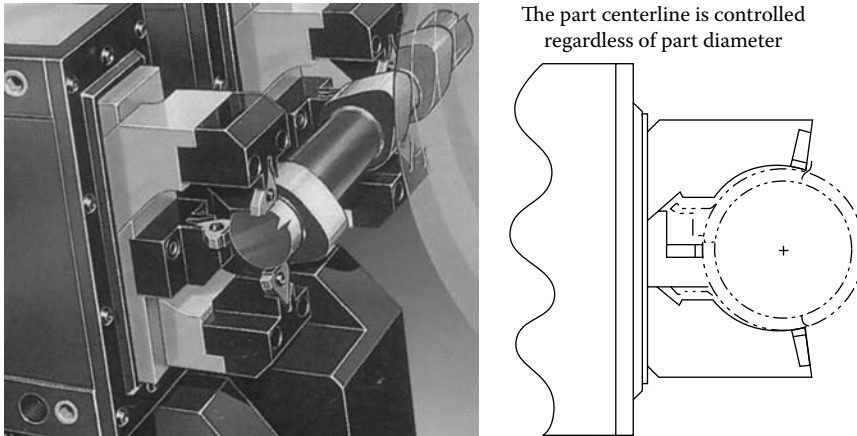 The part centerline is controlled
regardless of part diameter